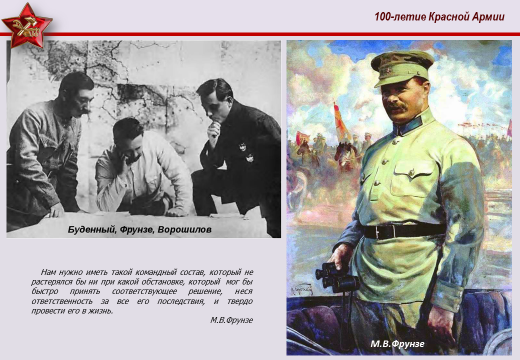 100-летие Красной Армии
Буденный, Фрунзе, Ворошилов
Нам нужно иметь такой командный состав, который не
растерялся бы ни при какой обстановке, который мог бы
быстро принять соответствующее решение, неся
ответственность за все его последствия, и твердо
провести его в жизнь.
М.В.Фрунзе
М.В.Фрунзе